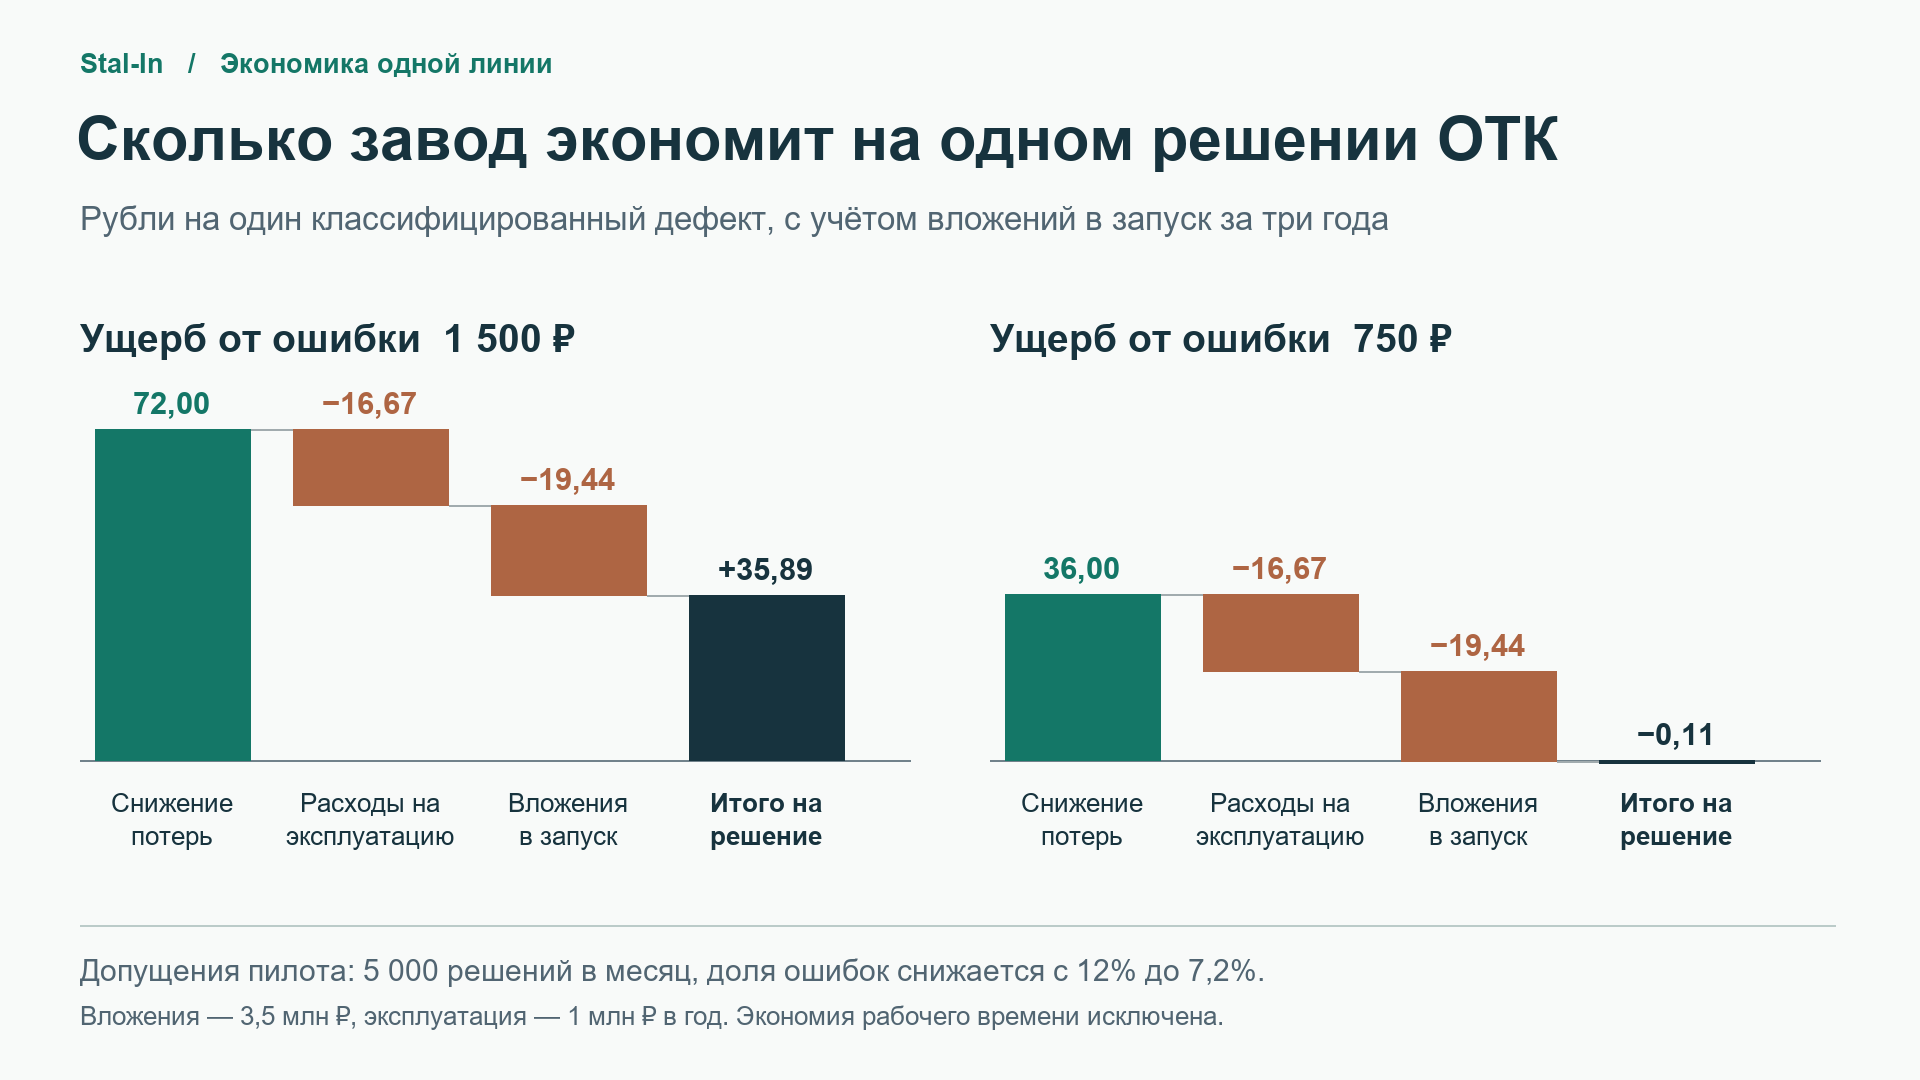 Stal-In / Экономика одной линии
Сколько завод экономит на одном решении ОТК
Рубли на один классифицированный дефект, с учётом вложений в запуск за три года
Ущерб от ошибки 1 500 ₽
72,00
−16,67
−19,44
+35,89
Снижение
потерь
Расходы на
эксплуатацию
Вложения
в запуск
Итого на
решение
Ущерб от ошибки 750 ₽
36,00
−16,67
−19,44
−0,11
Снижение
потерь
Расходы на
эксплуатацию
Вложения
в запуск
Итого на
решение
Допущения пилота: 5 000 решений в месяц, доля ошибок снижается с 12% до 7,2%.
Вложения — 3,5 млн ₽, эксплуатация — 1 млн ₽ в год. Экономия рабочего времени исключена.